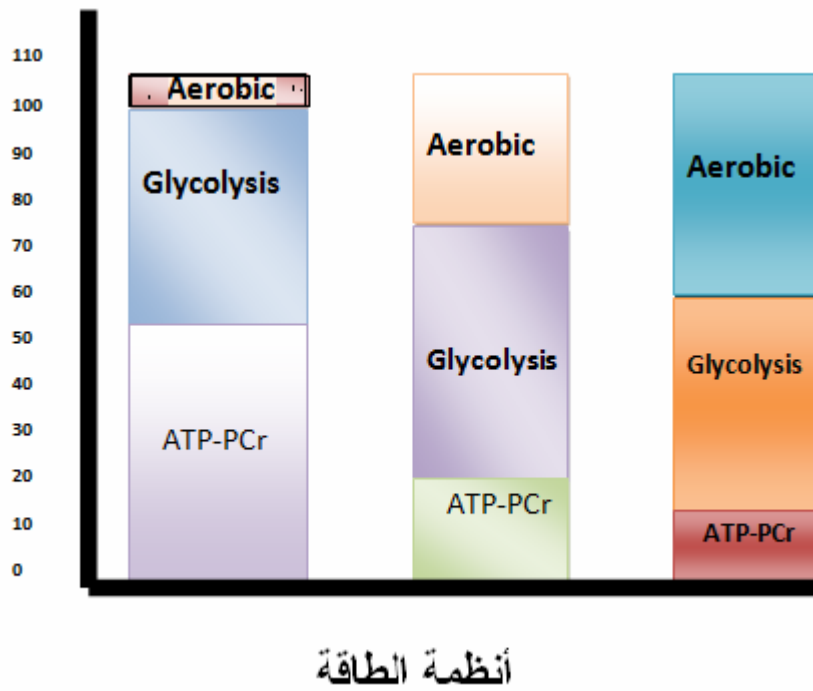 110
100
90
80
70
60
50
40
30
20
10
0
Aerobic
Glycolysis
ATP-PCr
Aerobic
Glycolysis
ATP-PCr
Aerobic
Glycolysis
ATP-PCr
أنظمة الطاقة